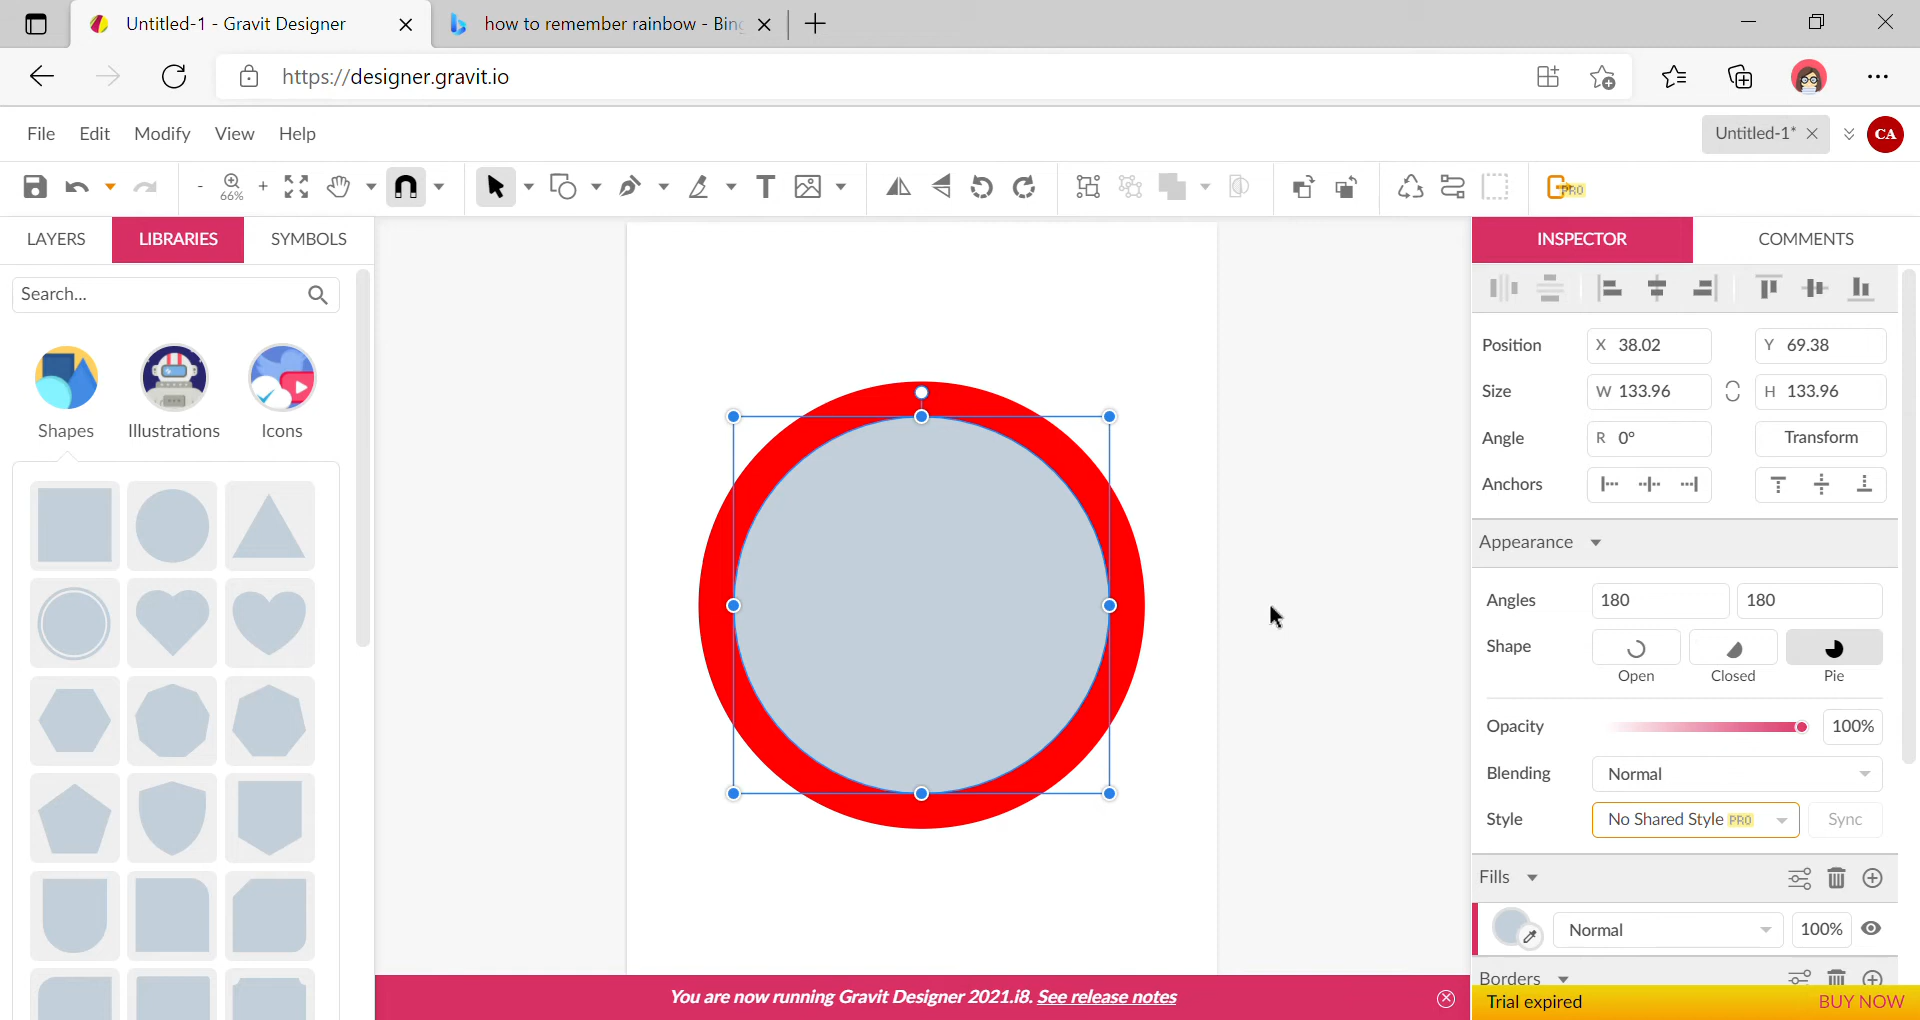 Untitled-1 - Gravit Designer
how to remember rainbow - Bing
https://designer.gravit.io
File Edit Modify View Help
Untitled-1*
CA
66%
PRO
LAYERS LIBRARIES SYMBOLS
INSPECTOR COMMENTS
Search...
Shapes Illustrations Icons
Position X 38.02 Y 69.38
Size W 133.96 H 133.96
Angle R 0° Transform
Anchors
Appearance
Angles 180 180
Shape
Open Closed Pie
Opacity 100%
Blending Normal
Style No Shared Style PRO Sync
Fills
Normal 100%
Borders
You are now running Gravit Designer 2021.i8. See release notes
Trial expired BUY NOW